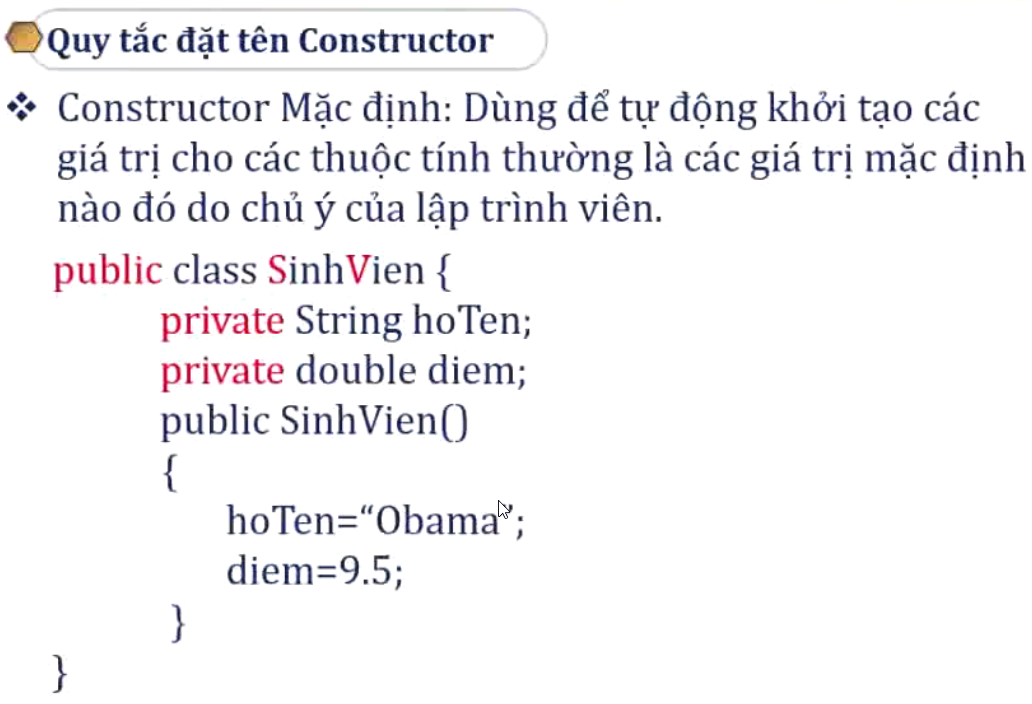 Quy tắc đặt tên Constructor
Constructor Mặc định: Dùng để tự động khởi tạo các
giá trị cho các thuộc tính thường là các giá trị mặc định
nào đó do chủ ý của lập trình viên.
public class SinhVien {
private String hoTen;
private double diem;
public SinhVien()
{
hoTen=“Obama”;
diem=9.5;
}
}